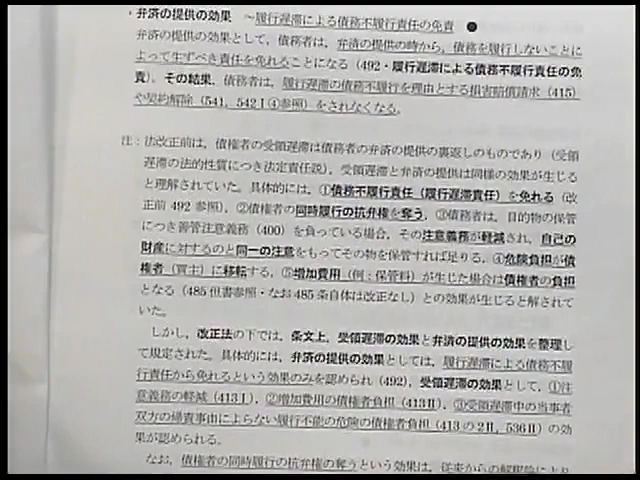 ・弁済の提供の効果　～履行遅滞による債務不履行責任の免責　●
弁済の提供の効果として，債務者は，弁済の提供の時から，債務を履行しないことに
よって生ずべき責任を免れることになる（492・履行遅滞による債務不履行責任の免
責）。その結果，債務者は，履行遅滞の債務不履行を理由とする損害賠償請求（415）
や契約解除（541，542Ⅰ④参照）をされなくなる。
注：法改正前は，債権者の受領遅滞は債務者の弁済の提供の裏返しのものであり（受領
遅滞の法的性質につき法定責任説），受領遅滞と弁済の提供は同様の効果が生じる
と理解されていた。具体的には，①債務不履行責任（履行遅滞責任）を免れる（改
正前 492 参照），②債権者の同時履行の抗弁権を奪う，③債務者は，目的物の保管
につき善管注意義務（400）を負っている場合，その注意義務が軽減され，自己の
財産に対するのと同一の注意をもってその物を保管すれば足りる，④危険負担が債
権者（買主）に移転する，⑤増加費用（例：保管料）が生じた場合は債権者の負担
となる（485 但書参照・なお 485 条自体は改正なし）との効果が生じると解されて
いた。
しかし，改正法の下では，条文上，受領遅滞の効果と弁済の提供の効果を整理し
て規定された。具体的には，弁済の提供の効果としては，履行遅滞による債務不履
行責任から免れるという効果のみを認められ（492），受領遅滞の効果として，①注
意義務の軽減（413Ⅰ），②増加費用の債権者負担（413Ⅱ），③受領遅滞中の当事者
双方の帰責事由によらない履行不能の危険の債権者負担（413 の 2Ⅱ，536Ⅱ）の効
果が認められる。
なお，債権者の同時履行の抗弁権の奪うという効果は，従来からの解釈論により